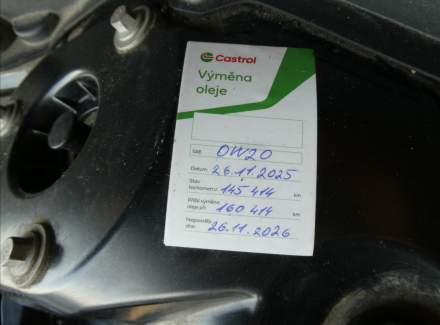 Castrol
Výměna
oleje
SAE 0W20
Datum 26.11.2025
Stav
tachometru 145 414 km
Příští výměna
oleje při 160 414 km
Nejpozději
dne: 26.11.2026